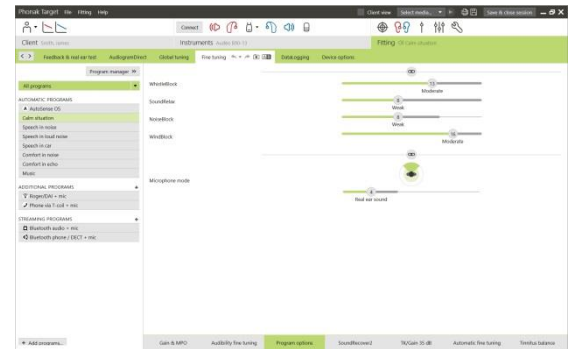 Phonak Target File Fitting Help
Client view Select media... Save & close session
Connect
Client Smith, James
Instruments Audéo B90-13
Fitting Calm situation
Feedback & real ear test AudiogramDirect Global tuning Fine tuning DataLogging Device options
Program manager
All programs
AUTOMATIC PROGRAMS
AutoSense OS
Calm situation
Speech in noise
Speech in loud noise
Speech in car
Comfort in noise
Comfort in echo
Music
ADDITIONAL PROGRAMS
Roger/DAI + mic
Phone via T-coil + mic
STREAMING PROGRAMS
Bluetooth audio + mic
Bluetooth phone / DECT + mic
WhistleBlock
Moderate
SoundRelax
Weak
NoiseBlock
Weak
WindBlock
Moderate
Microphone mode
Real ear sound
+ Add programs...
Gain & MPO Audibility fine tuning Program options SoundRecover2 TK/Gain 35 dB Automatic fine tuning Tinnitus balance